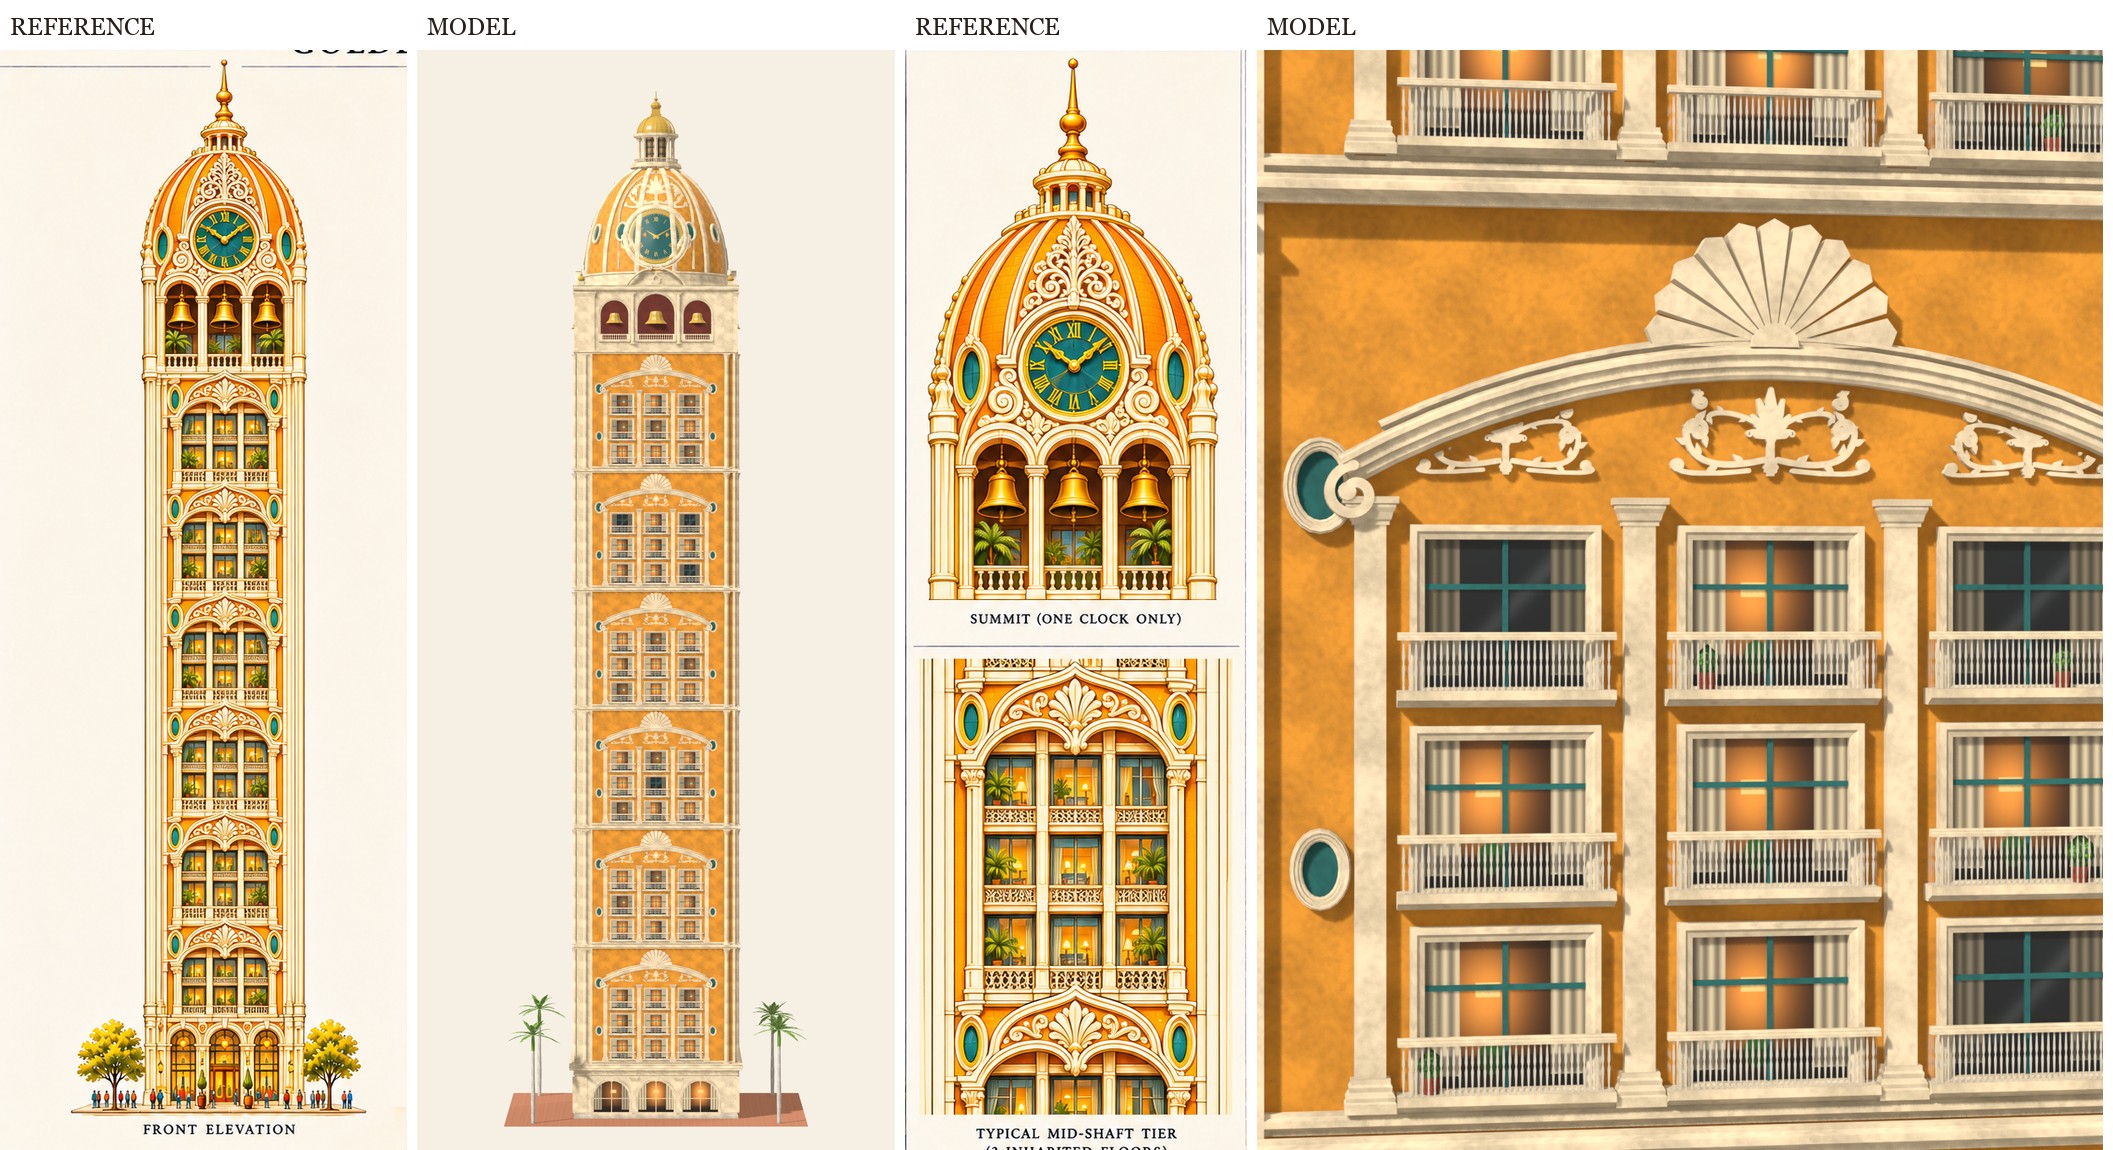 REFERENCE
MODEL
REFERENCE
MODEL
FRONT ELEVATION
SUMMIT (ONE CLOCK ONLY)
TYPICAL MID-SHAFT TIER